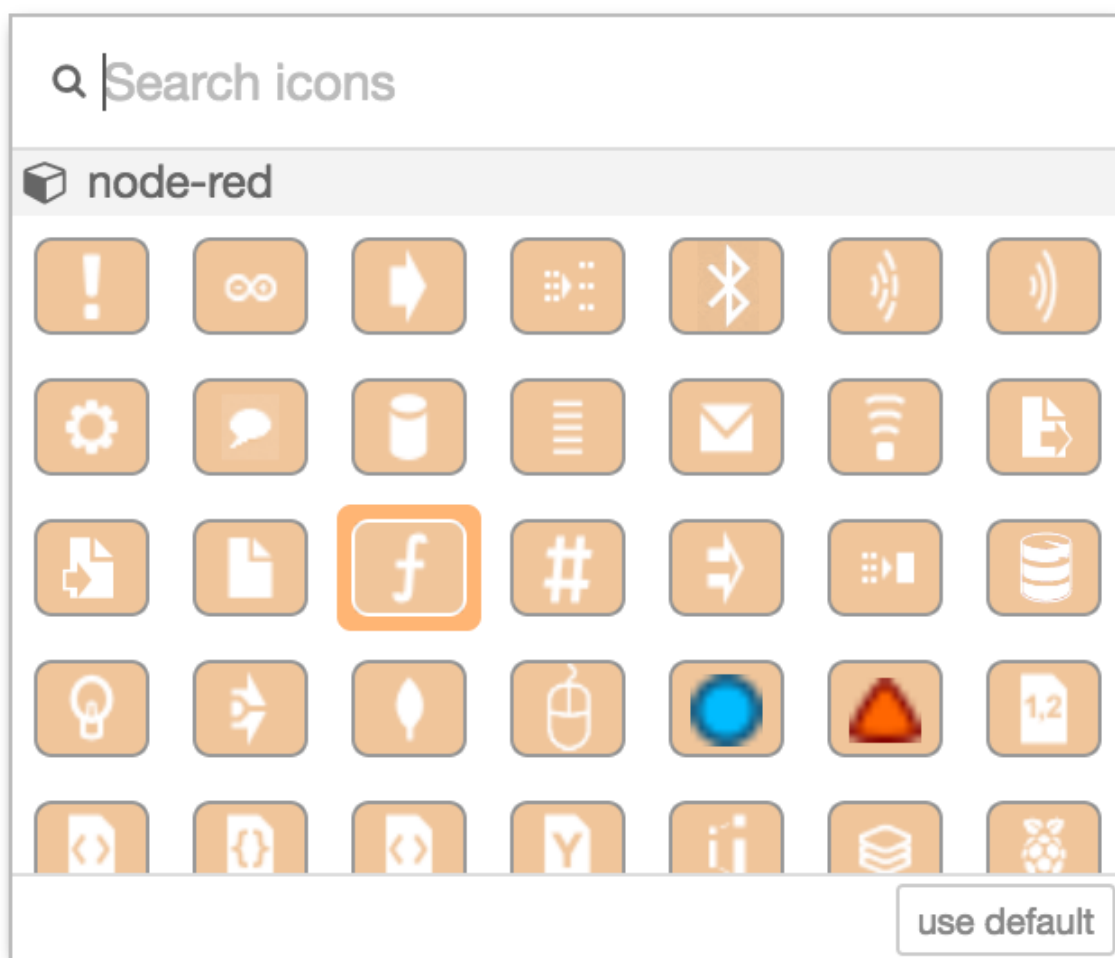 Search icons
node-red
!
f #
1,2
<> {} <> Y
use default